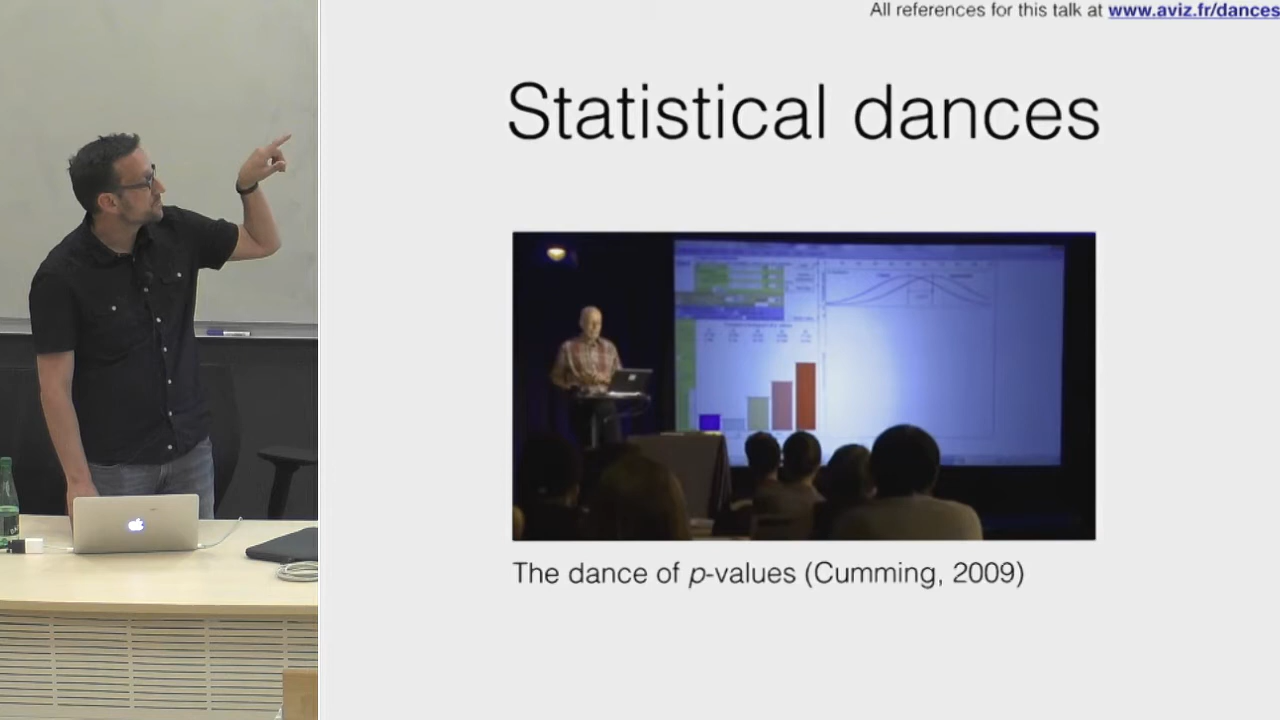 All references for this talk at www.aviz.fr/dances
Statistical dances
The dance of p-values (Cumming, 2009)